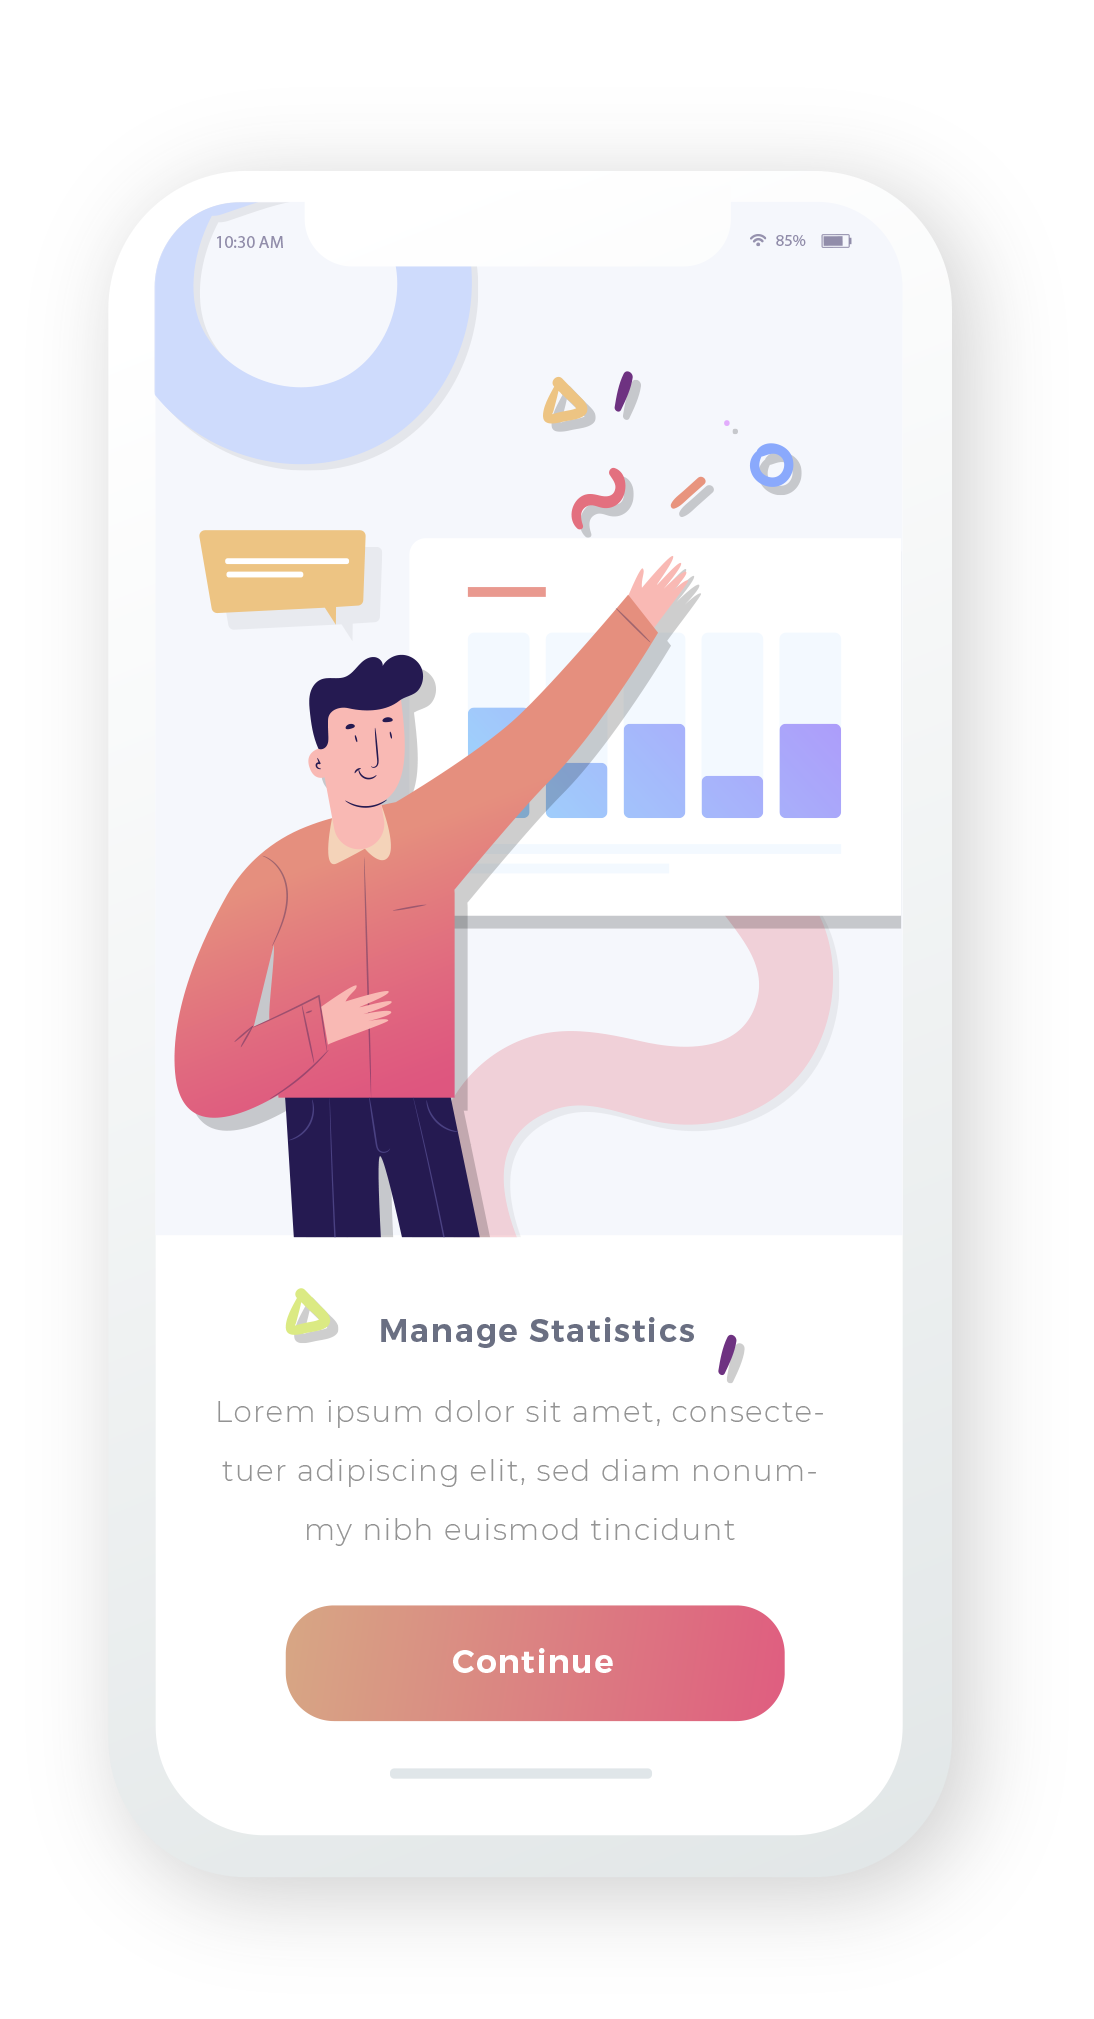 10:30 AM
85%
Manage Statistics
Lorem ipsum dolor sit amet, consecte-
tuer adipiscing elit, sed diam nonum-
my nibh euismod tincidunt
Continue